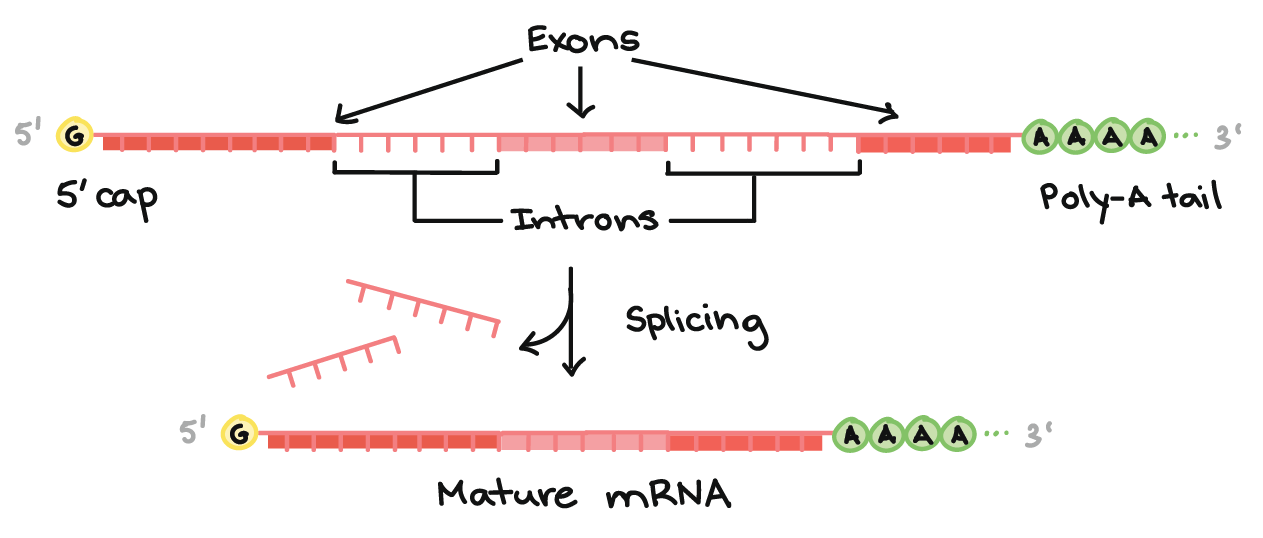 Exons
5' G A A A A ... 3'
5' cap
Poly-A tail
Introns
Splicing
5' G A A A A ... 3'
Mature mRNA